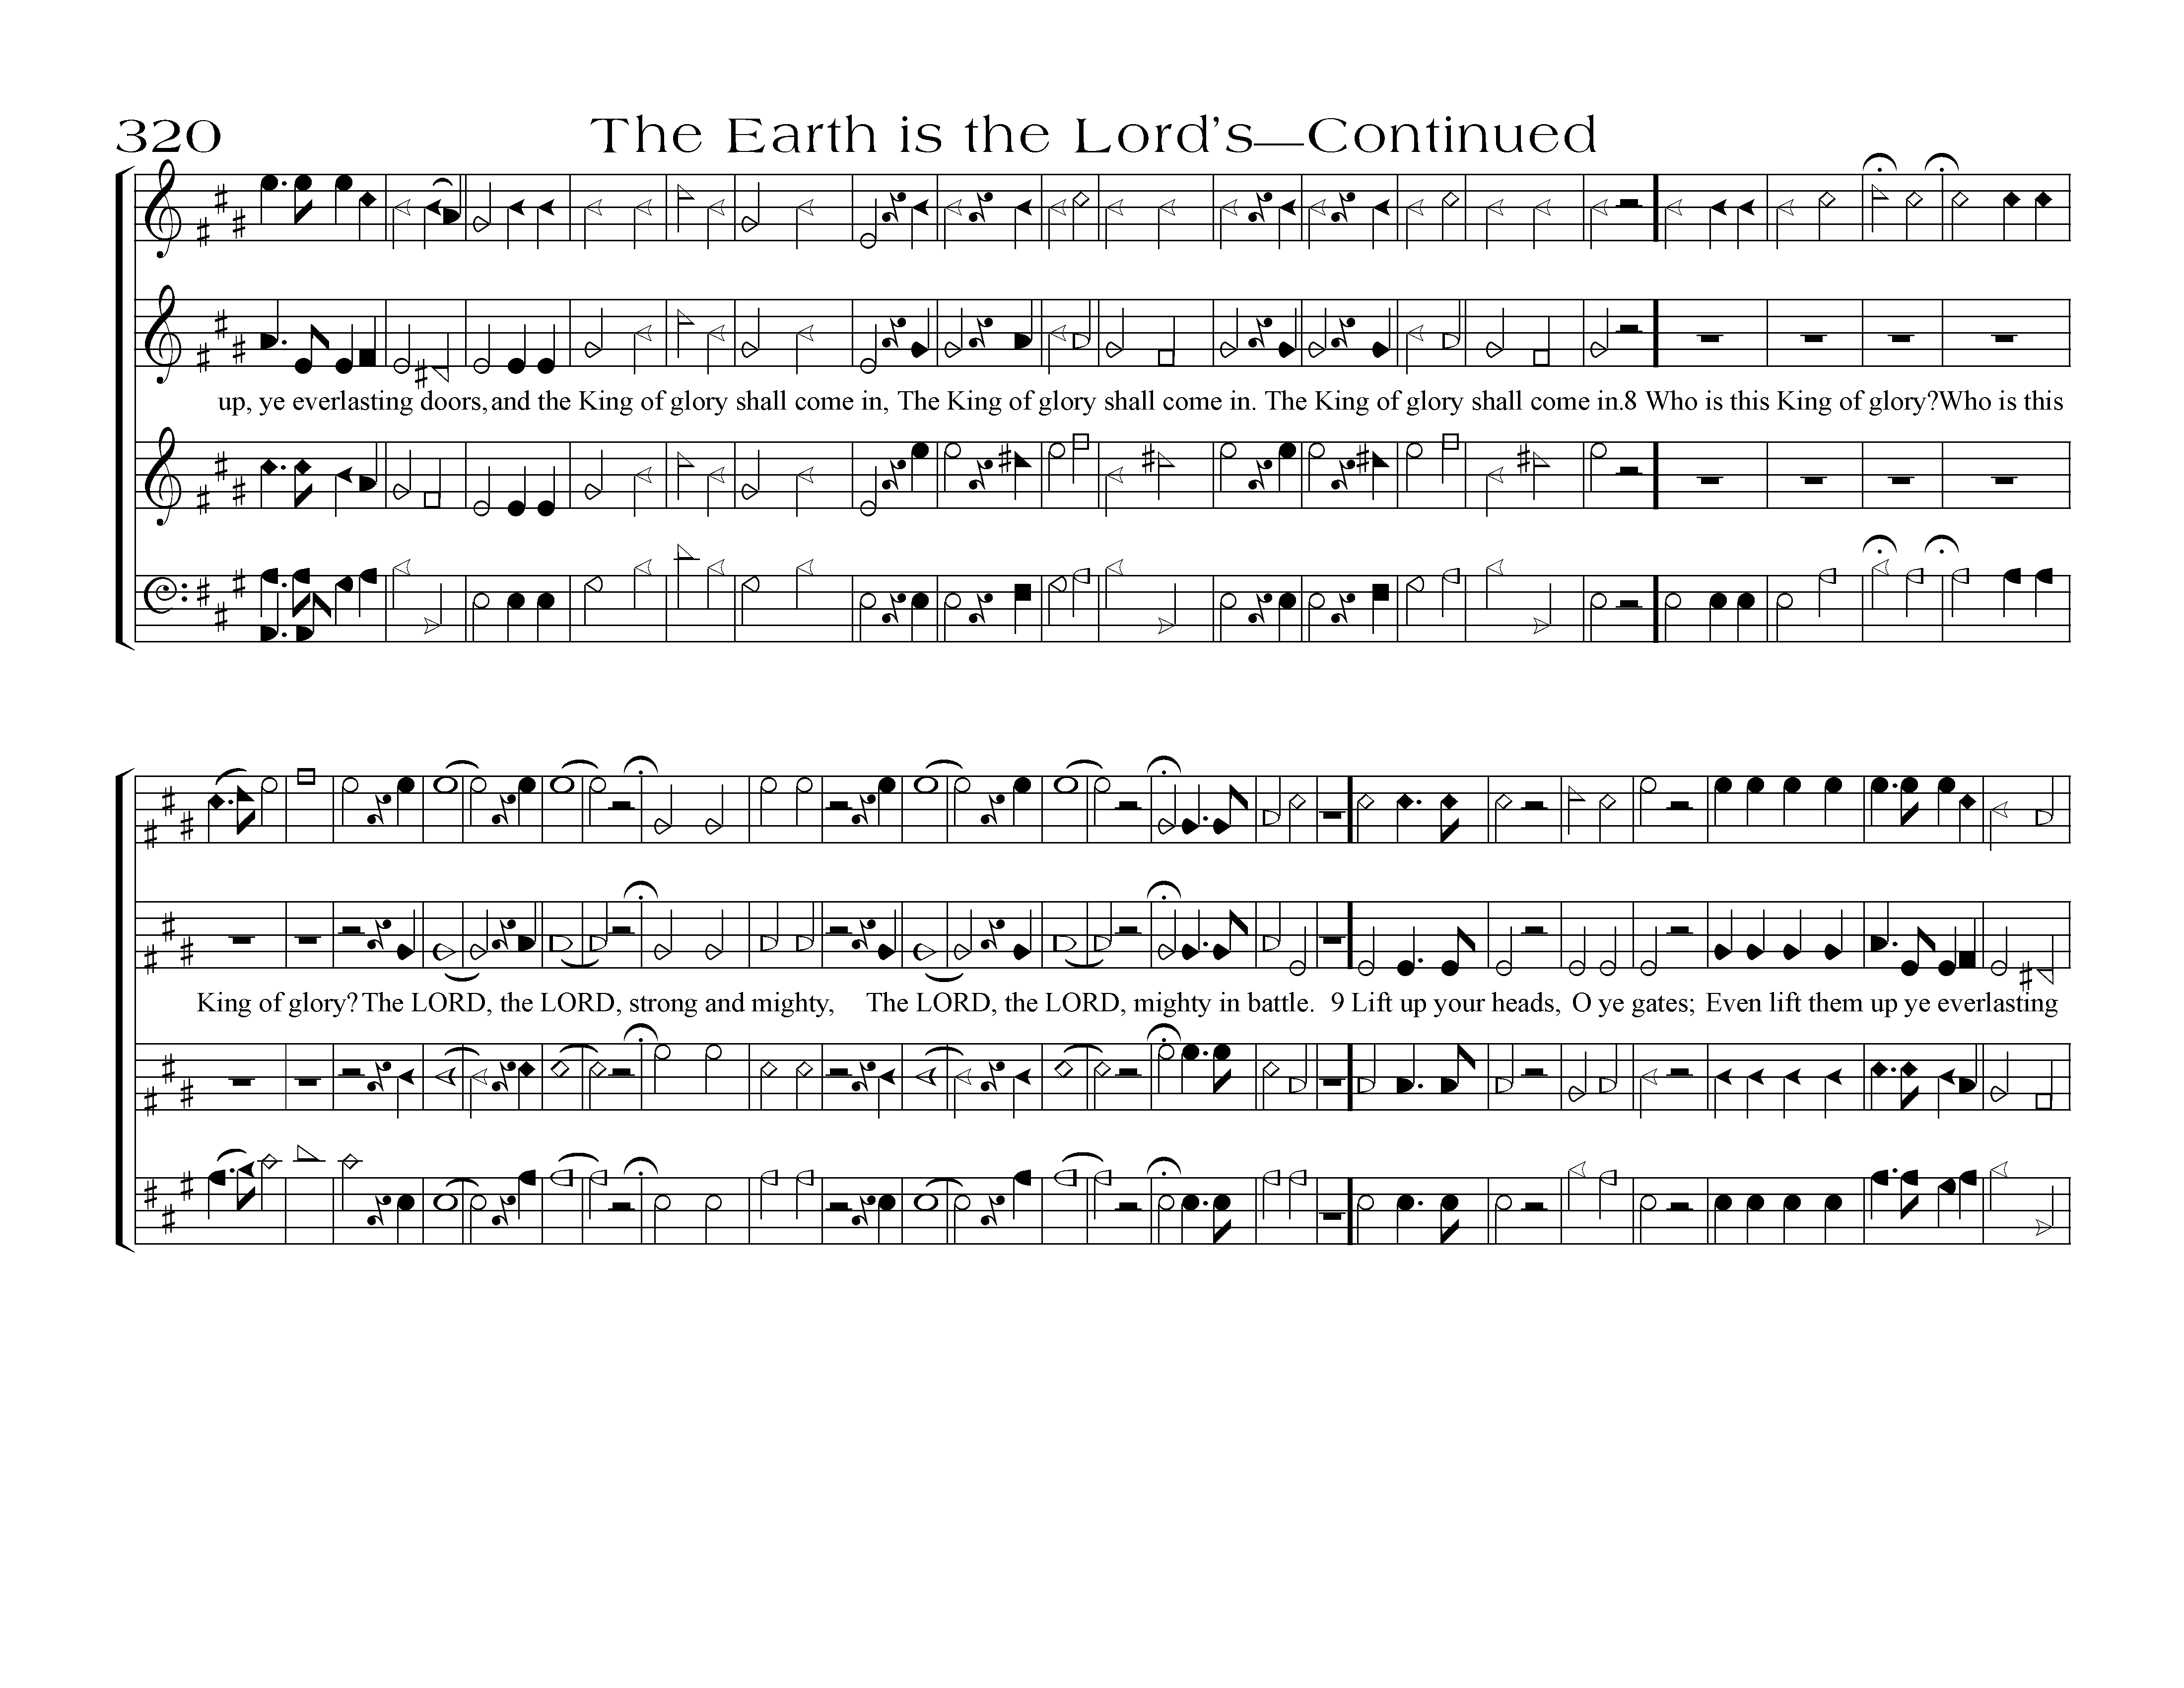 320 The Earth is the Lord's—Continued
up, ye everlasting doors, and the King of glory shall come in, The King of glory shall come in. The King of glory shall come in.8 Who is this King of glory?Who is this
King of glory? The LORD, the LORD, strong and mighty, The LORD, the LORD, mighty in battle. 9 Lift up your heads, O ye gates; Even lift them up ye everlasting